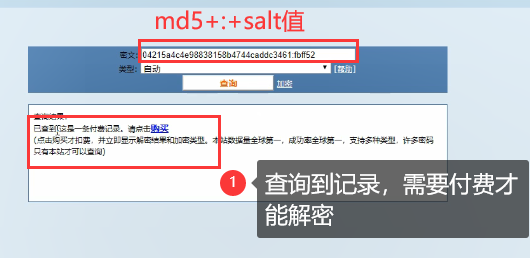 md5+:+salt值
密文: 04215a4c4e98838158b4744caddc3461:fbff52
类型: 自动 [帮助]
查询 加密
查询结果:
已查到,这是一条付费记录。请点击购买
(点击购买才扣费，并立即显示解密结果和加密类型。本站数据量全球第一，成功率全球第一，支持多种类型，许多密码
只有本站才可以查询)
1 查询到记录，需要付费才
能解密